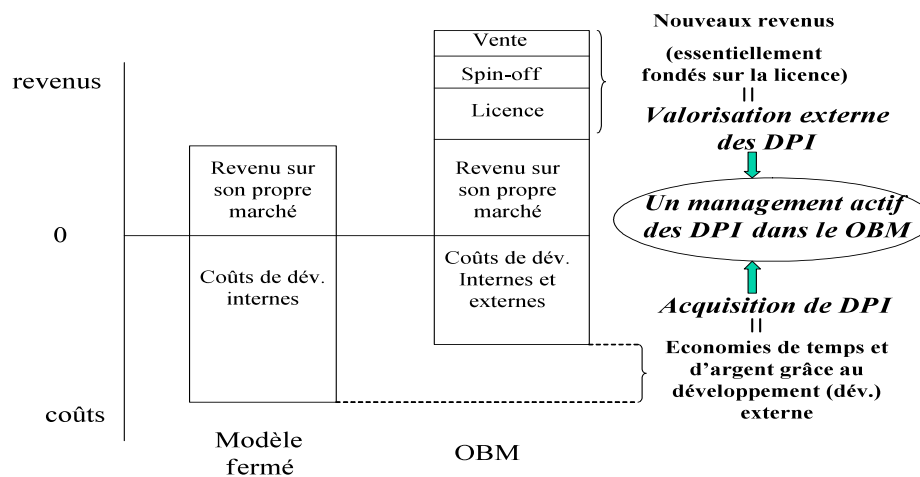 revenus
0
coûts
Revenu sur
son propre
marché
Coûts de dév.
internes
Modèle
fermé
Vente
Spin-off
Licence
Revenu sur
son propre
marché
Coûts de dév.
Internes et
externes
OBM
Nouveaux revenus
(essentiellement
fondés sur la licence)
=
Valorisation externe
des DPI
Un management actif
des DPI dans le OBM
Acquisition de DPI
=
Economies de temps et
d'argent grâce au
développement (dév.)
externe